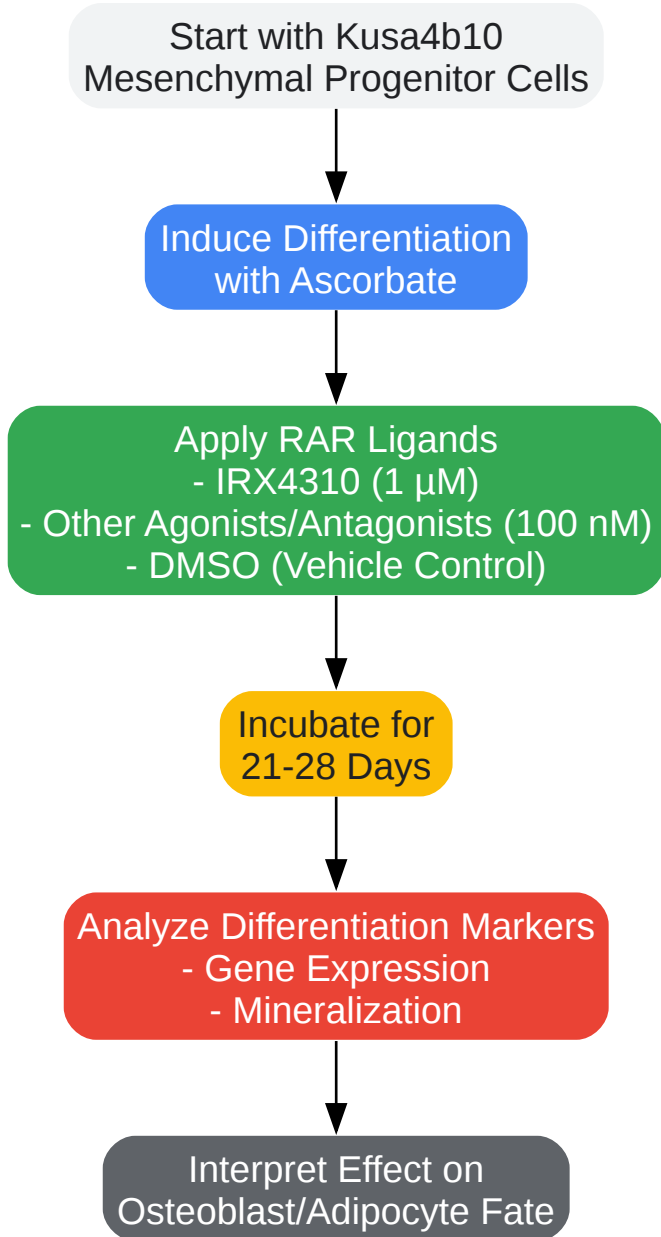 Start with Kusa4b10
Mesenchymal Progenitor Cells
Induce Differentiation
with Ascorbate
Apply RAR Ligands
- IRX4310 (1 µM)
- Other Agonists/Antagonists (100 nM)
- DMSO (Vehicle Control)
Incubate for
21-28 Days
Analyze Differentiation Markers
- Gene Expression
- Mineralization
Interpret Effect on
Osteoblast/Adipocyte Fate